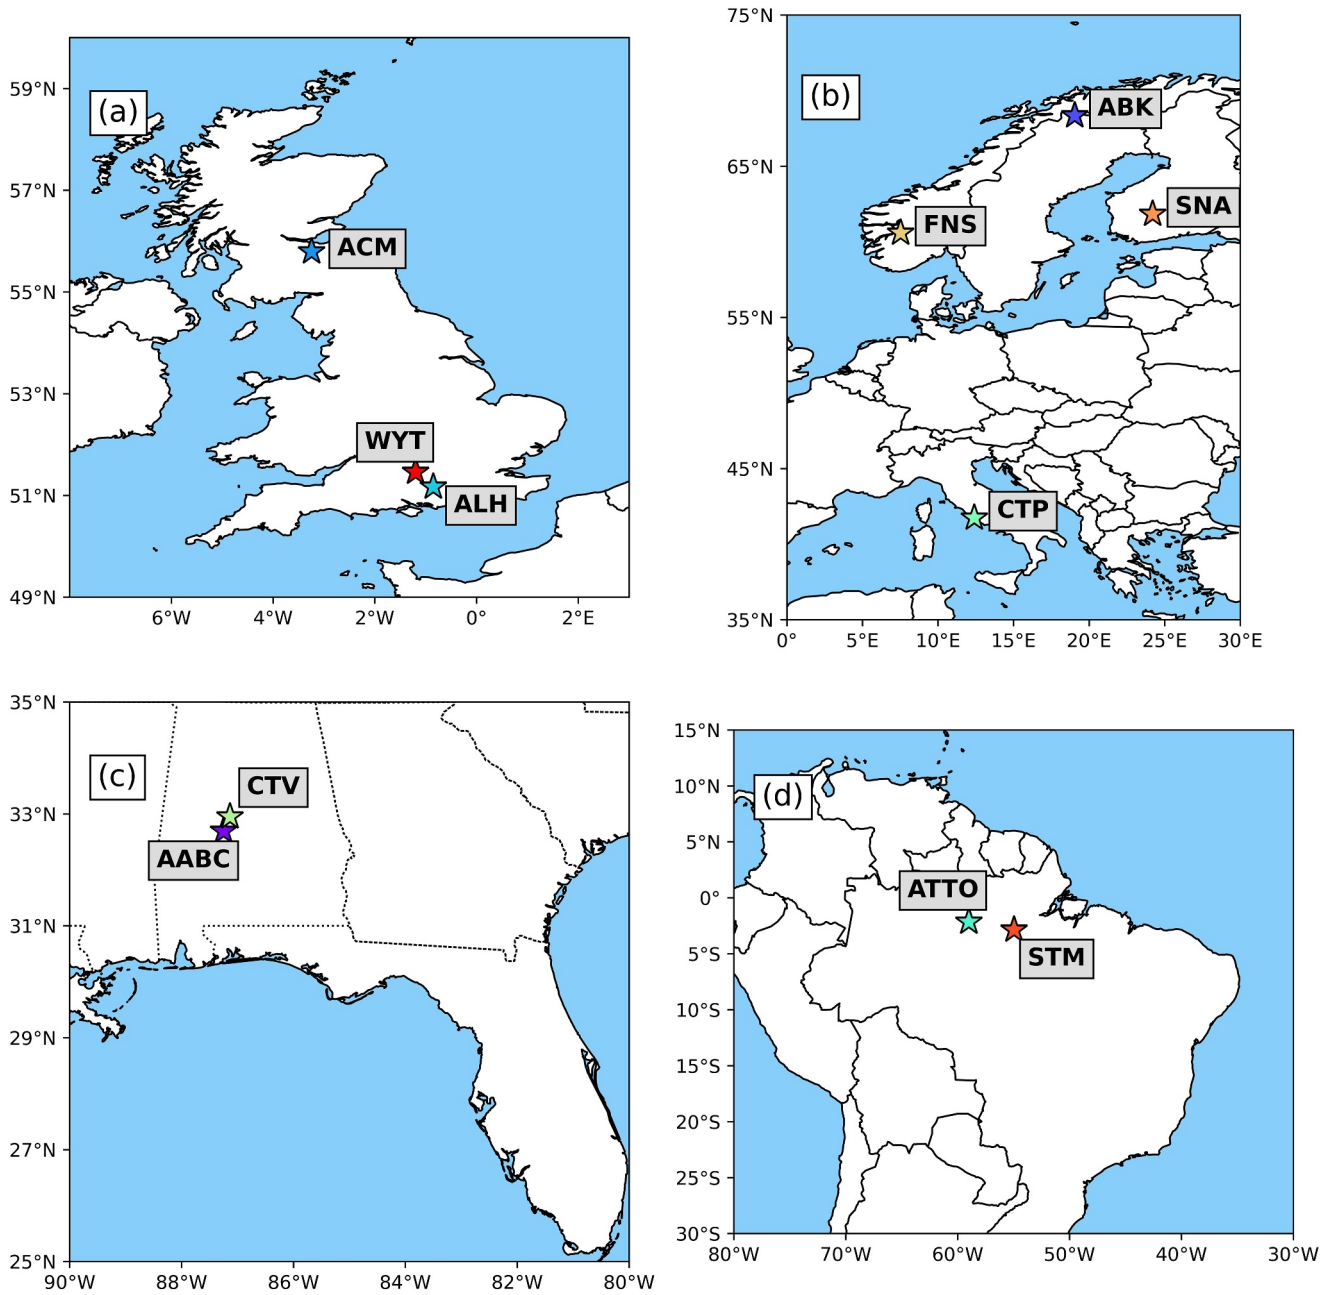 (a)
59°N
57°N
55°N
53°N
51°N
49°N
6°W 4°W 2°W 0° 2°E
ACM
WYT
ALH
(b)
75°N
65°N
55°N
45°N
35°N
0° 5°E 10°E 15°E 20°E 25°E 30°E
ABK
SNA
FNS
CTP
(c)
35°N
33°N
31°N
29°N
27°N
25°N
90°W 88°W 86°W 84°W 82°W 80°W
CTV
AABC
(d)
15°N
10°N
5°N
0°
5°S
10°S
15°S
20°S
25°S
30°S
80°W 70°W 60°W 50°W 40°W 30°W
ATTO
STM